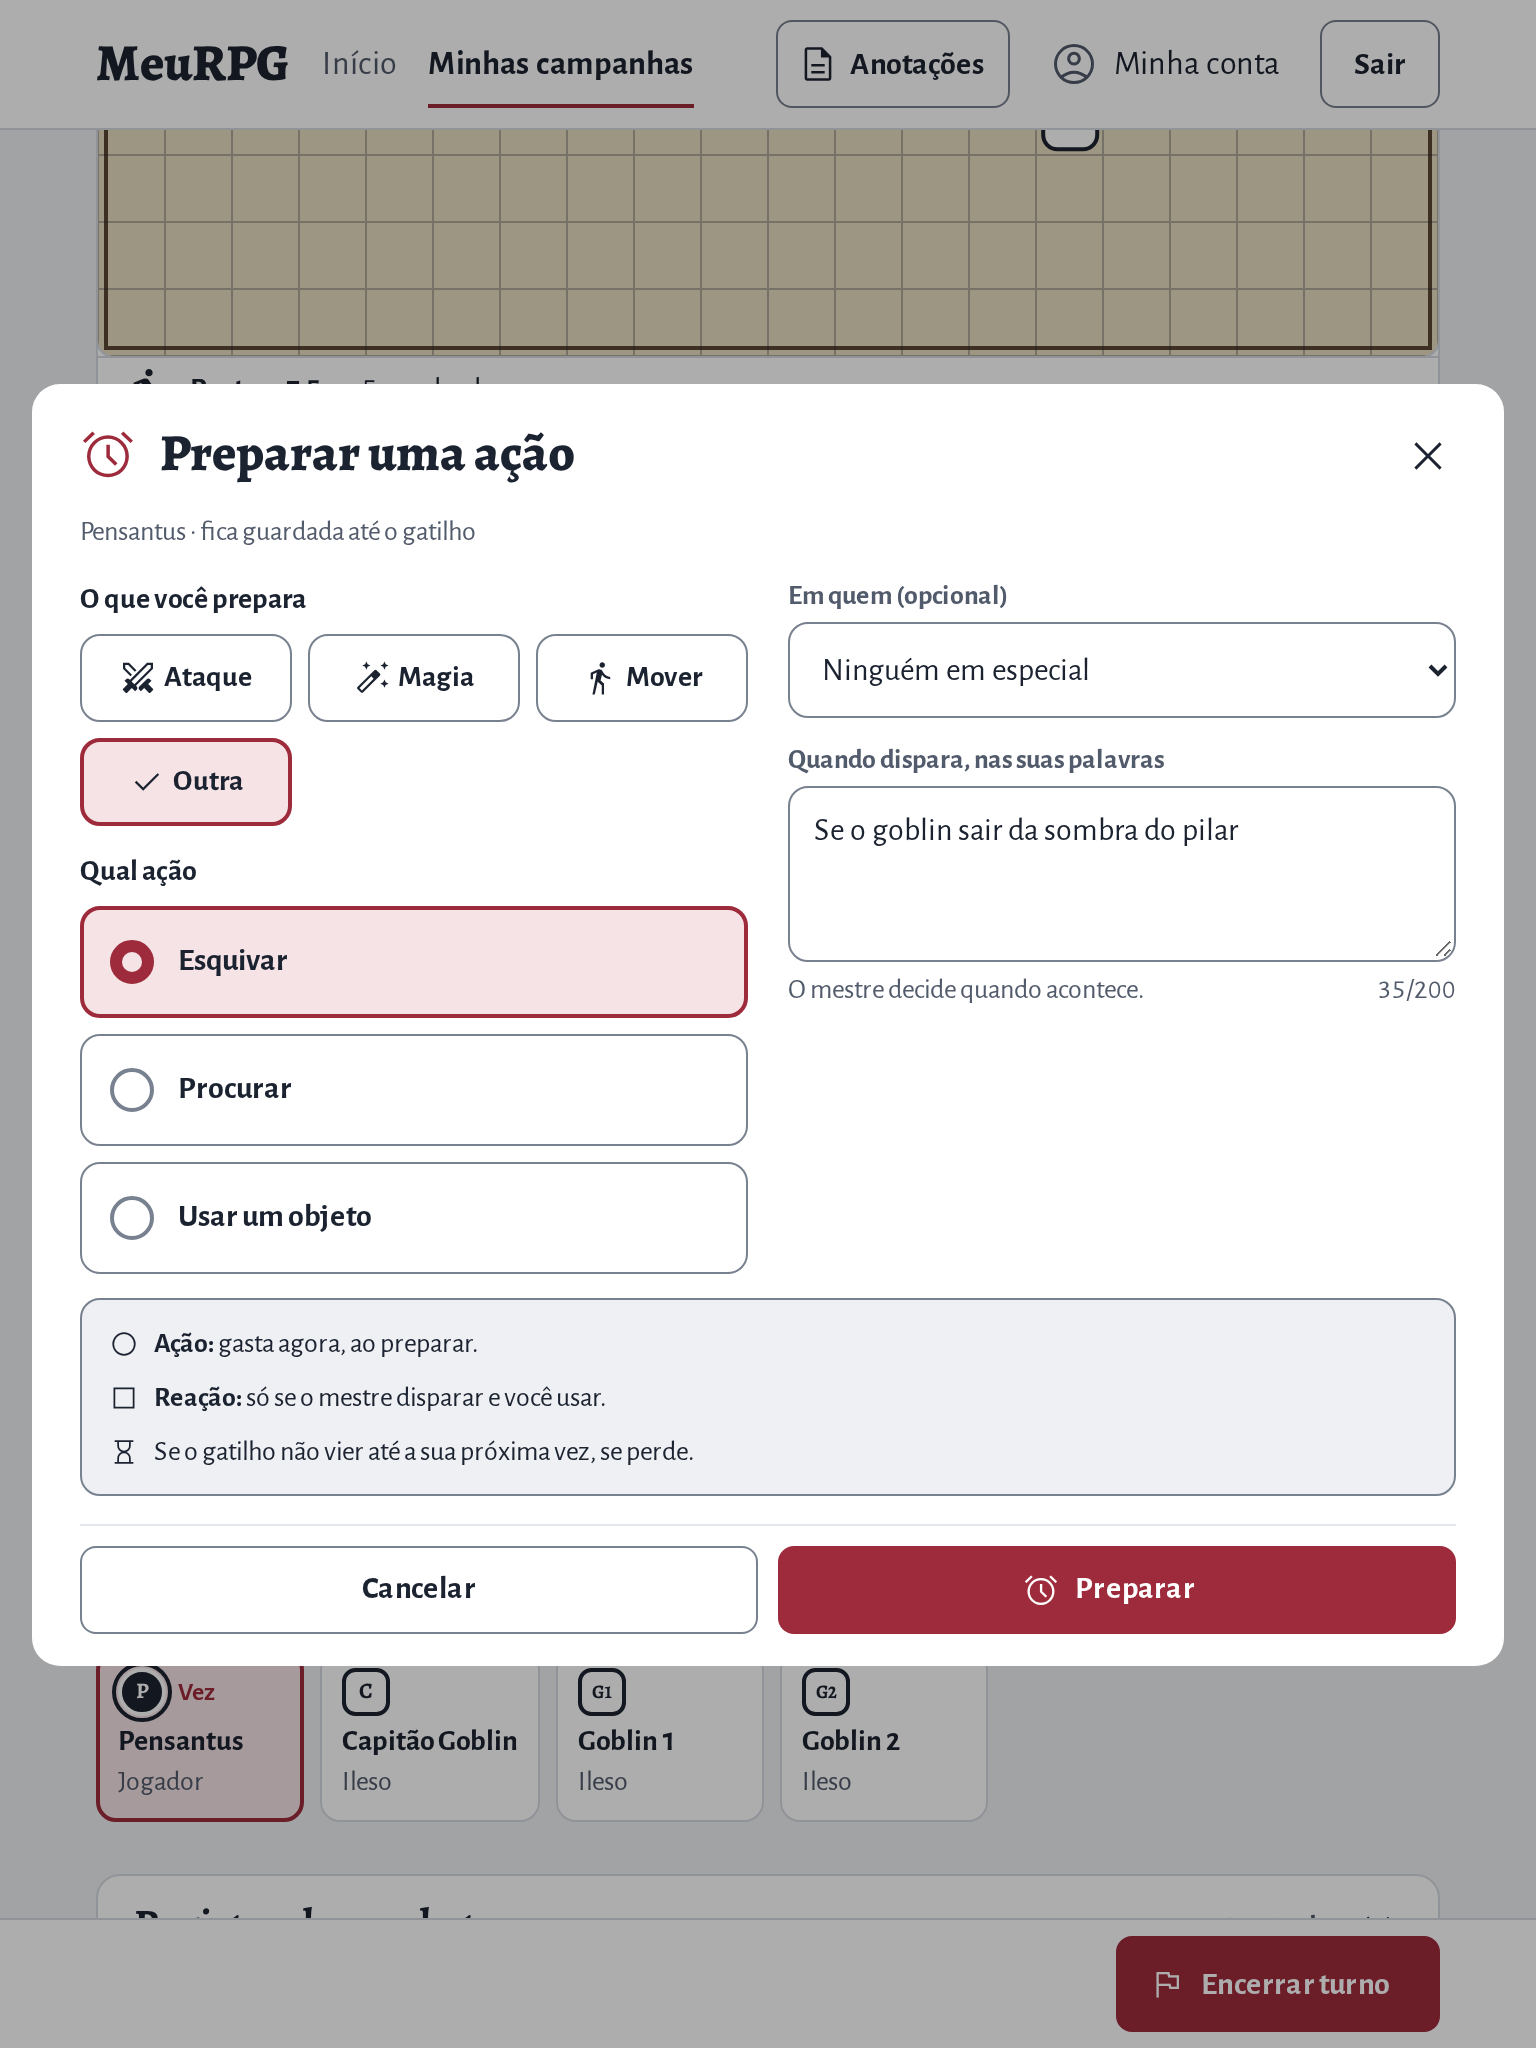 MeuRPG
Início
Minhas campanhas
Anotações
Minha conta
Sair
Preparar uma ação
Pensantus · fica guardada até o gatilho
O que você prepara
Ataque
Magia
Mover
Outra
Qual ação
Esquivar
Procurar
Usar um objeto
Em quem (opcional)
Ninguém em especial
Quando dispara, nas suas palavras
Se o goblin sair da sombra do pilar
O mestre decide quando acontece.
35/200
Ação: gasta agora, ao preparar.
Reação: só se o mestre disparar e você usar.
Se o gatilho não vier até a sua próxima vez, se perde.
Cancelar
Preparar
P
Vez
Pensantus
Jogador
C
Capitão Goblin
Ileso
G1
Goblin 1
Ileso
G2
Goblin 2
Ileso
Encerrar turno